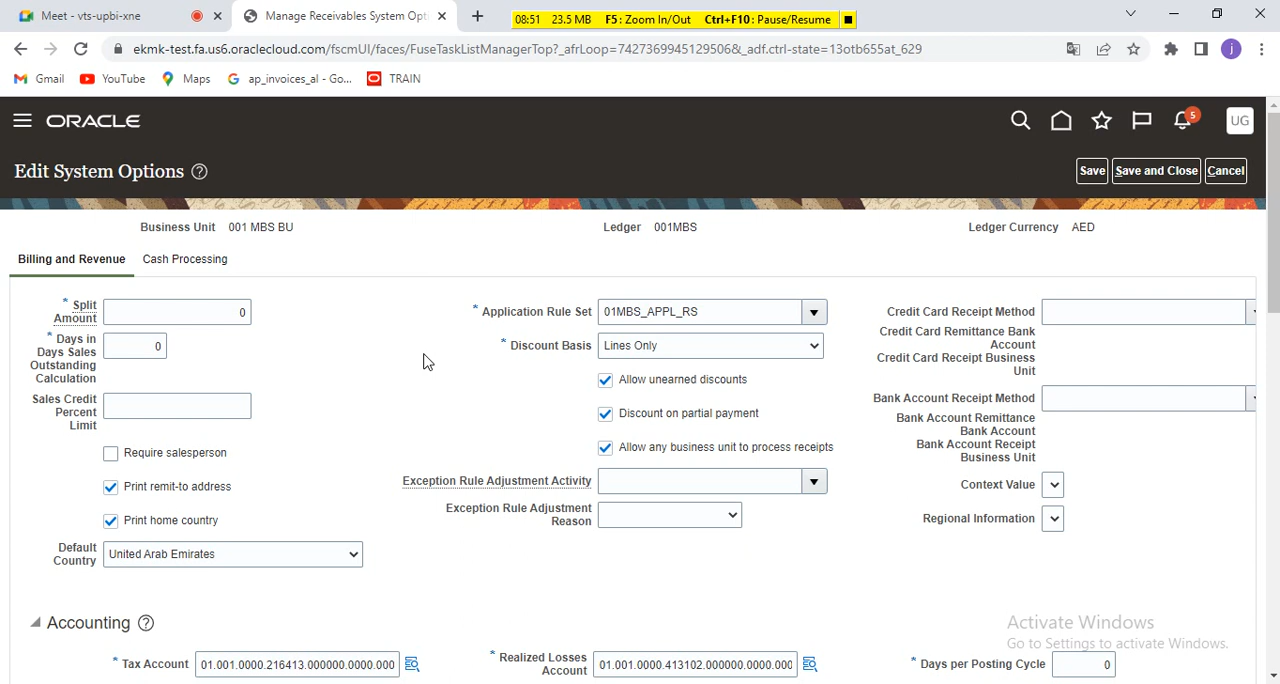 Meet - vts-upbi-xne
Manage Receivables System Opti
08:51 23.5 MB F5: Zoom In/Out Ctrl+F10: Pause/Resume
ekmk-test.fa.us6.oraclecloud.com/fscmUI/faces/FuseTaskListManagerTop?_afrLoop=7427369945129506&_adf.ctrl-state=13otb655at_629
j
Gmail YouTube Maps ap_invoices_al - Go... TRAIN
ORACLE
5
UG
Edit System Options
Save Save and Close Cancel
Business Unit 001 MBS BU
Ledger 001MBS
Ledger Currency AED
Billing and Revenue
Cash Processing
* Split
Amount
0
* Days in
Days Sales
Outstanding
Calculation
0
Sales Credit
Percent
Limit
Require salesperson
Print remit-to address
Print home country
Default
Country
United Arab Emirates
* Application Rule Set 01MBS_APPL_RS
* Discount Basis Lines Only
Allow unearned discounts
Discount on partial payment
Allow any business unit to process receipts
Exception Rule Adjustment Activity
Exception Rule Adjustment
Reason
Credit Card Receipt Method
Credit Card Remittance Bank
Account
Credit Card Receipt Business
Unit
Bank Account Receipt Method
Bank Account Remittance
Bank Account
Bank Account Receipt
Business Unit
Context Value
Regional Information
Accounting
* Tax Account 01.001.0000.216413.000000.0000.000
* Realized Losses
Account
01.001.0000.413102.000000.0000.000
* Days per Posting Cycle 0
Activate Windows
Go to Settings to activate Windows.